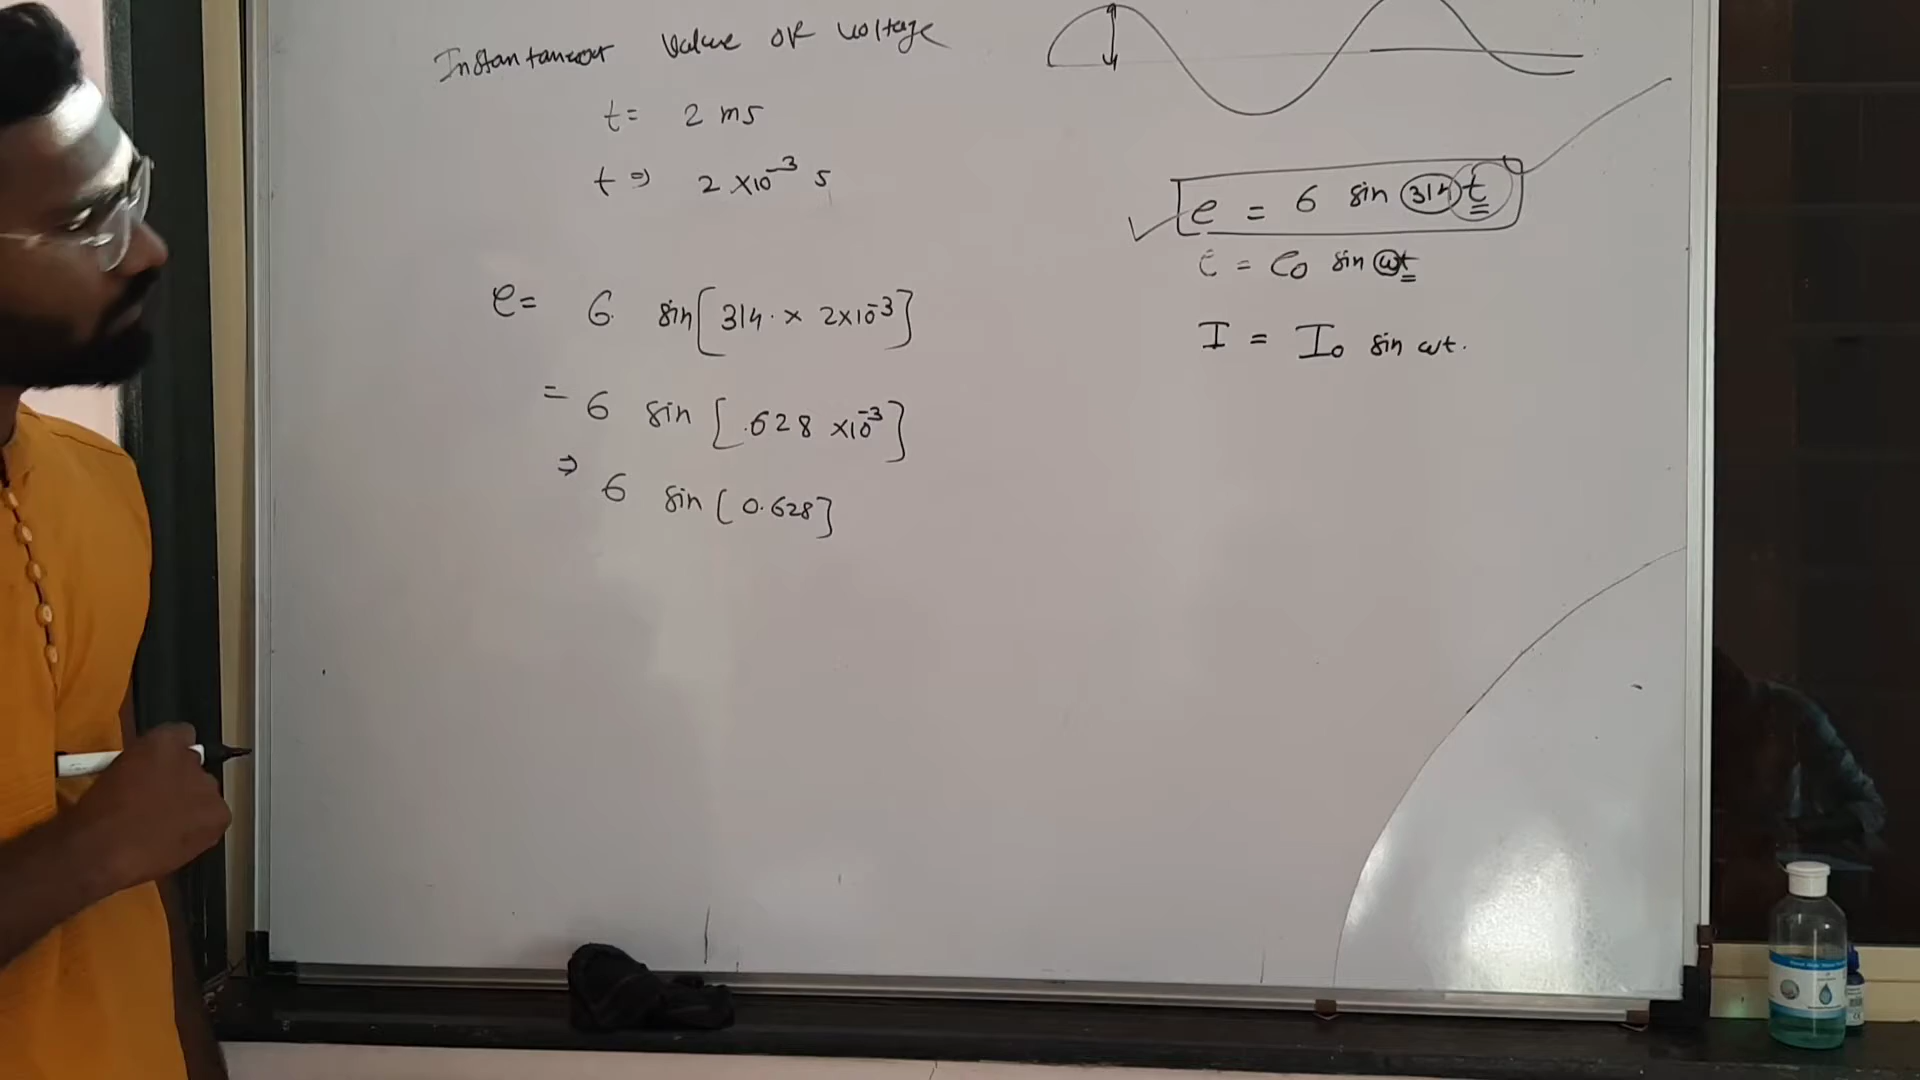 Instantaneous Value of voltage
t= 2 ms
t ⇒ 2 ×10⁻³ s
e = 6 sin 314 t
e = e₀ sin ωt
I = I₀ sin ωt.
e= 6 sin[314 × 2×10⁻³]
= 6 sin [.628 ×10⁻³]
⇒ 6 sin [0.628]